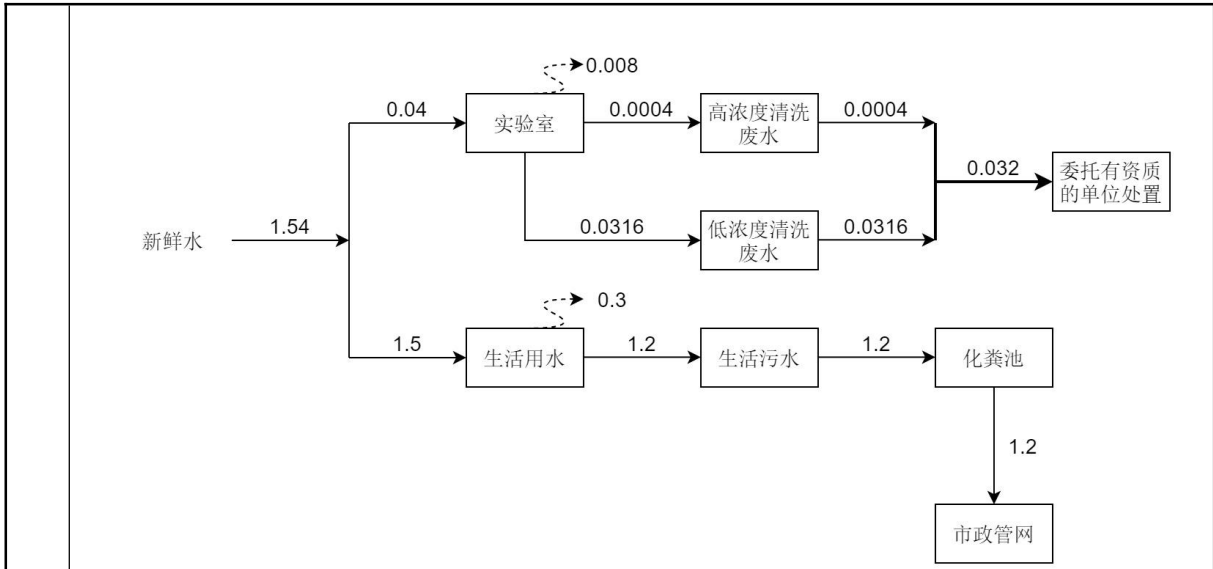 0.008
0.04
实验室
0.0004
高浓度清洗
废水
0.0004
0.032
委托有资质
的单位处置
新鲜水
1.54
0.0316
低浓度清洗
废水
0.0316
0.3
1.5
生活用水
1.2
生活污水
1.2
化粪池
1.2
市政管网